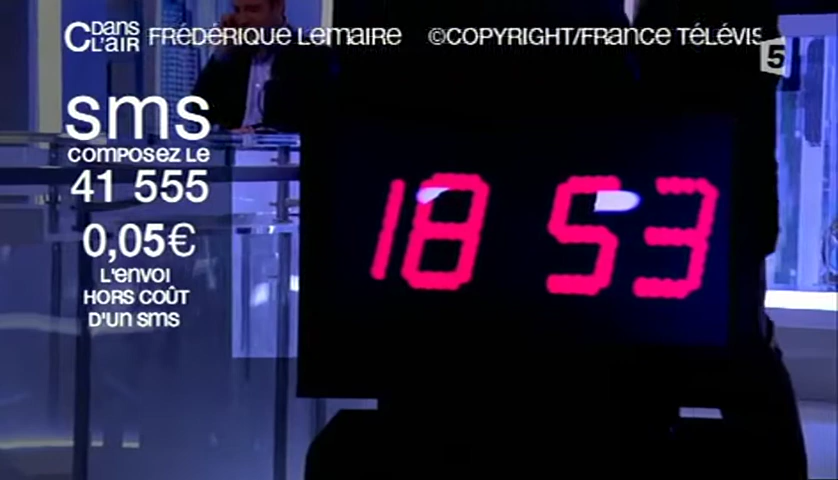 C DANS L'AIR FRÉDÉRIQUE LEMAIRE ©COPYRIGHT/FRANCE TÉLÉVIS
5
sms
COMPOSEZ LE
41 555
0,05€
L'ENVOI
HORS COÛT
D'UN SMS
18 53